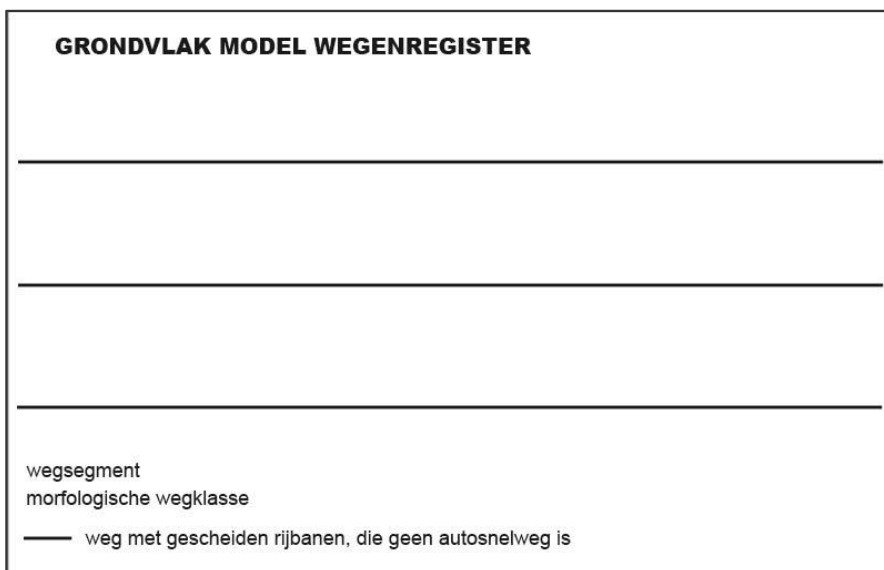 GRONDVLAK MODEL WEGENREGISTER
wegsegment
morfologische wegklasse
weg met gescheiden rijbanen, die geen autosnelweg is